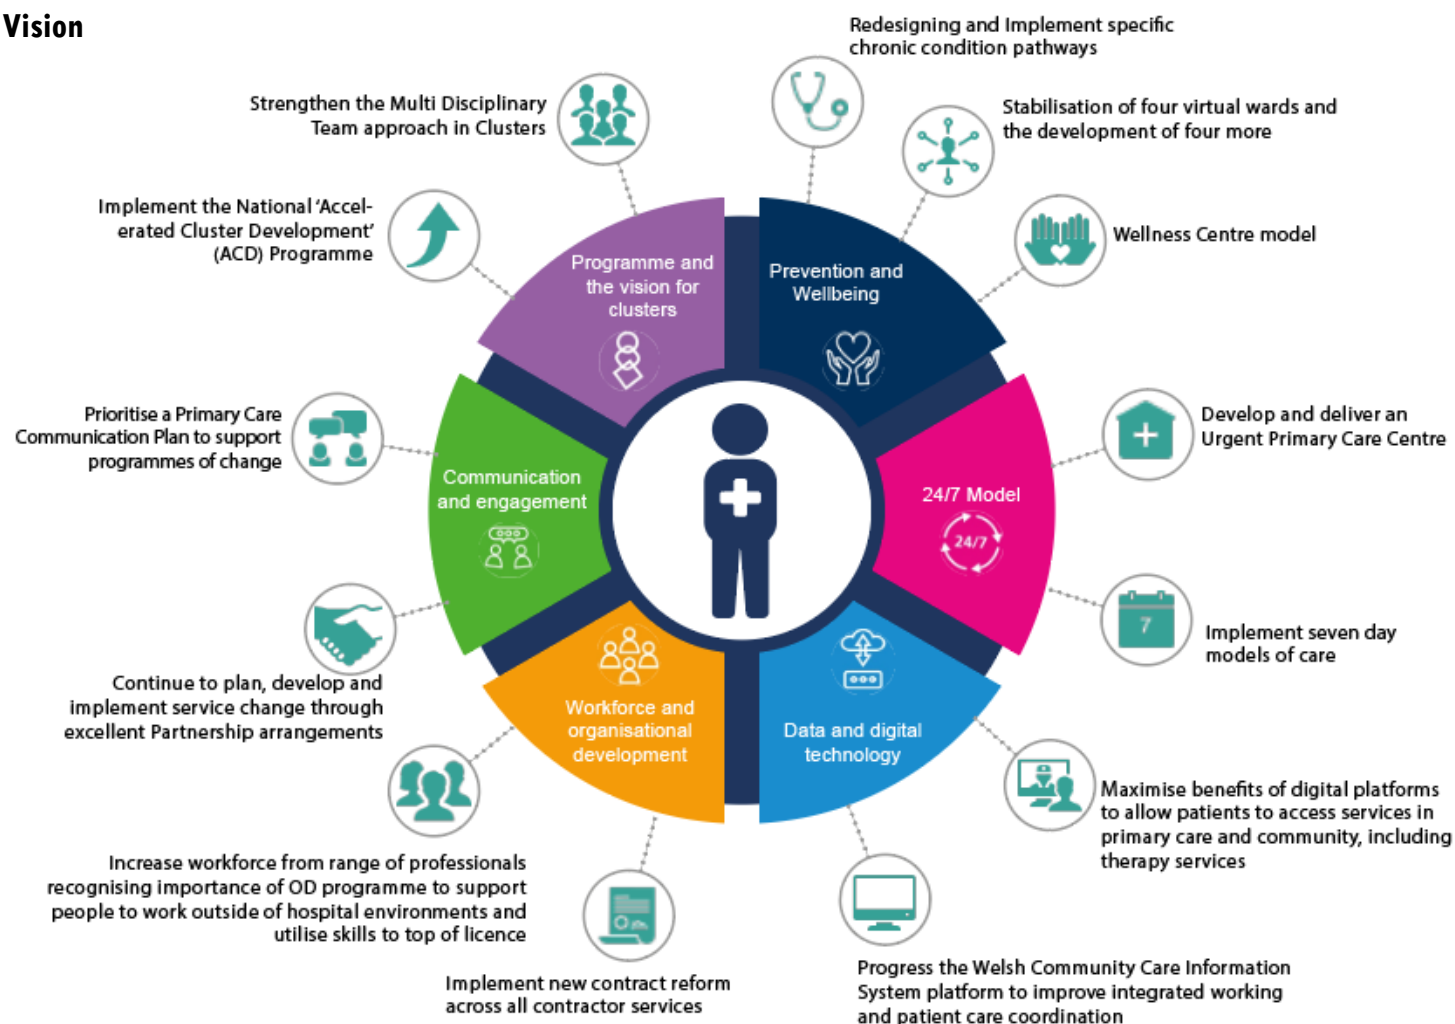 Vision
Redesigning and Implement specific
chronic condition pathways
Strengthen the Multi Disciplinary
Team approach in Clusters
Stabilisation of four virtual wards and
the development of four more
Implement the National ‘Accel-
erated Cluster Development’
(ACD) Programme
Wellness Centre model
Programme and
the vision for
clusters
Prevention and
Wellbeing
Prioritise a Primary Care
Communication Plan to support
programmes of change
Develop and deliver an
Urgent Primary Care Centre
Communication
and engagement
24/7 Model
24/7
7
Implement seven day
models of care
Continue to plan, develop and
implement service change through
excellent Partnership arrangements
Workforce and
organisational
development
Data and digital
technology
Maximise benefits of digital platforms
to allow patients to access services in
primary care and community, including
therapy services
Increase workforce from range of professionals
recognising importance of OD programme to support
people to work outside of hospital environments and
utilise skills to top of licence
Implement new contract reform
across all contractor services
Progress the Welsh Community Care Information
System platform to improve integrated working
and patient care coordination